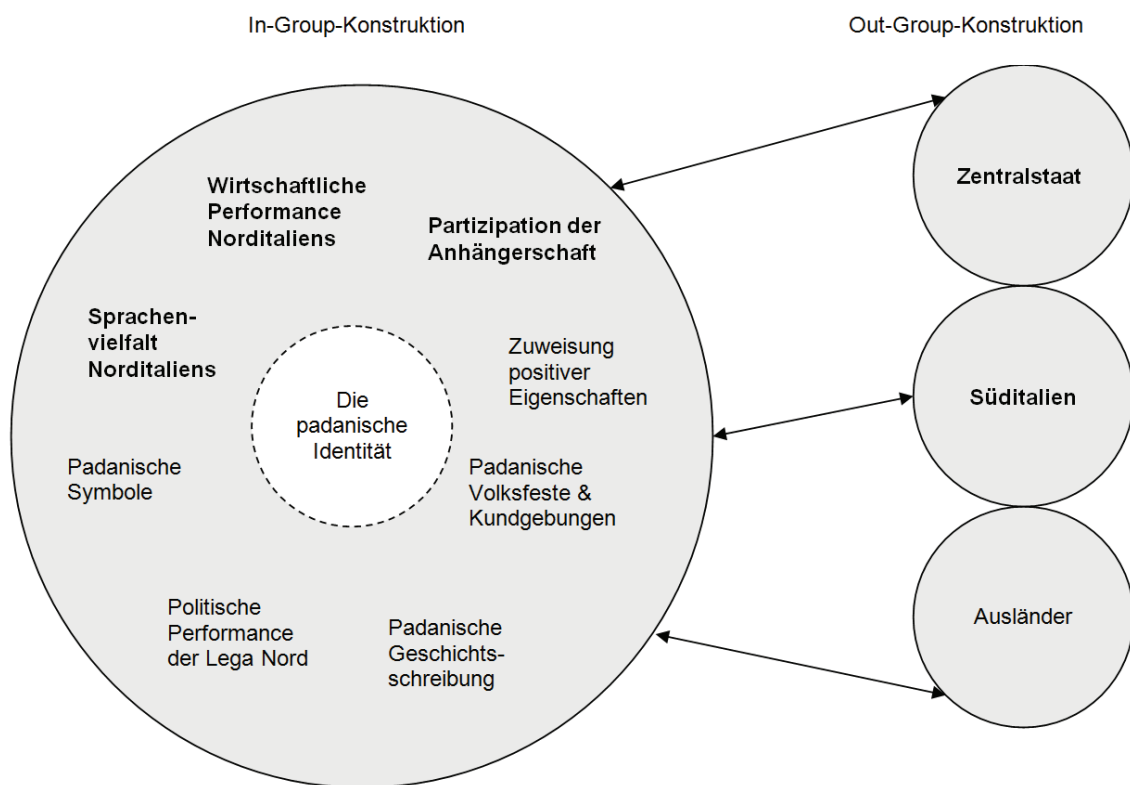 In-Group-Konstruktion
Out-Group-Konstruktion
Wirtschaftliche
Performance
Norditaliens
Partizipation der
Anhängerschaft
Sprachen-
vielfalt
Norditaliens
Zuweisung
positiver
Eigenschaften
Die
padanische
Identität
Padanische
Symbole
Padanische
Volksfeste &
Kundgebungen
Politische
Performance
der Lega Nord
Padanische
Geschichts-
schreibung
Zentralstaat
Süditalien
Ausländer